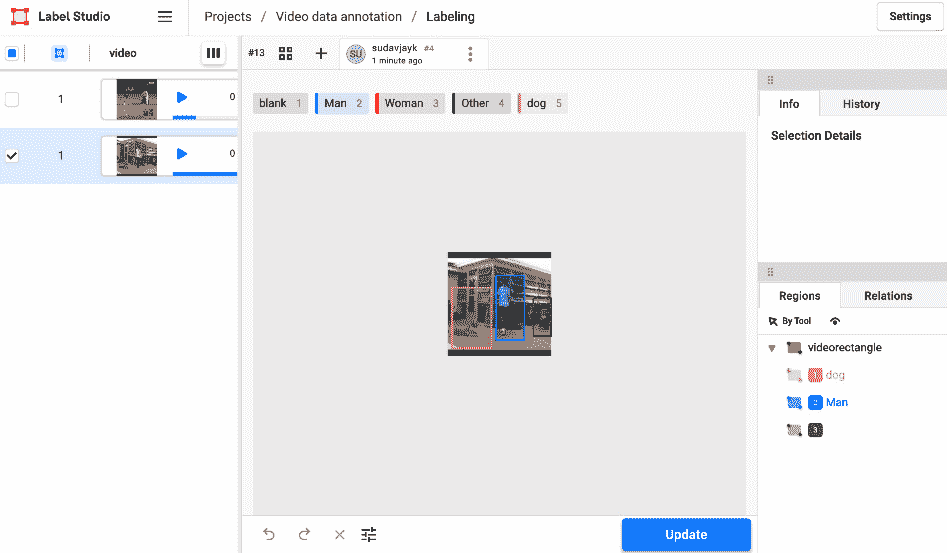 Label Studio
Projects / Video data annotation / Labeling
Settings
video
#13
SU
sudavjayk #4
1 minute ago
blank 1
Man 2
Woman 3
Other 4
dog 5
1
0
1
0
Info
History
Selection Details
Regions
Relations
By Tool
videorectangle
dog
2 Man
3
Update